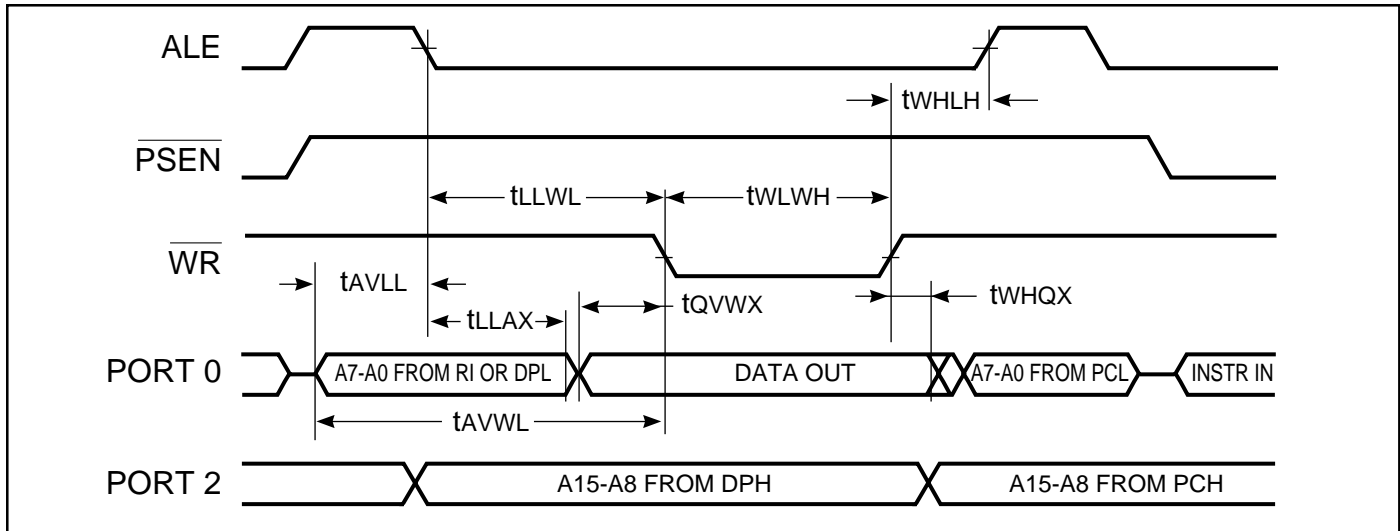 ALE
tWHLH
PSEN
tLLWL
tWLWH
WR
tAVLL
tQVWX
tWHQX
tLLAX
PORT 0
A7-A0 FROM RI OR DPL
DATA OUT
A7-A0 FROM PCL
INSTR IN
tAVWL
PORT 2
A15-A8 FROM DPH
A15-A8 FROM PCH